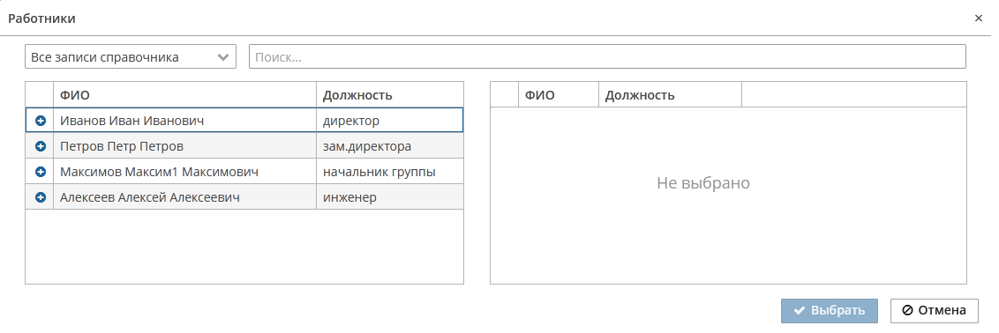 Работники
Все записи справочника
Поиск...
ФИО Должность
Иванов Иван Иванович директор
Петров Петр Петров зам.директора
Максимов Максим1 Максимович начальник группы
Алексеев Алексей Алексеевич инженер
ФИО Должность
Не выбрано
Выбрать
Отмена